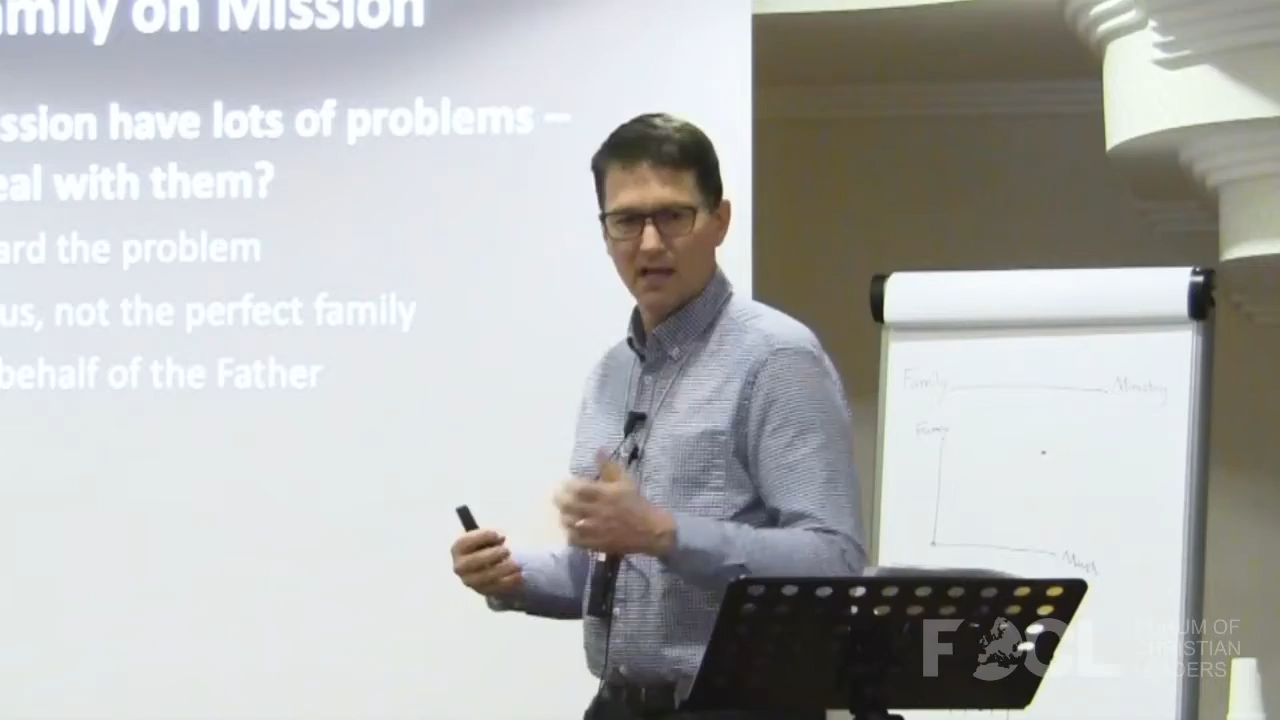 amily on Mission
ssion have lots of problems –
eal with them?
ard the problem
us, not the perfect family
behalf of the Father
Family Ministry
Family
FOCL FORUM OF
CHRISTIAN
LEADERS